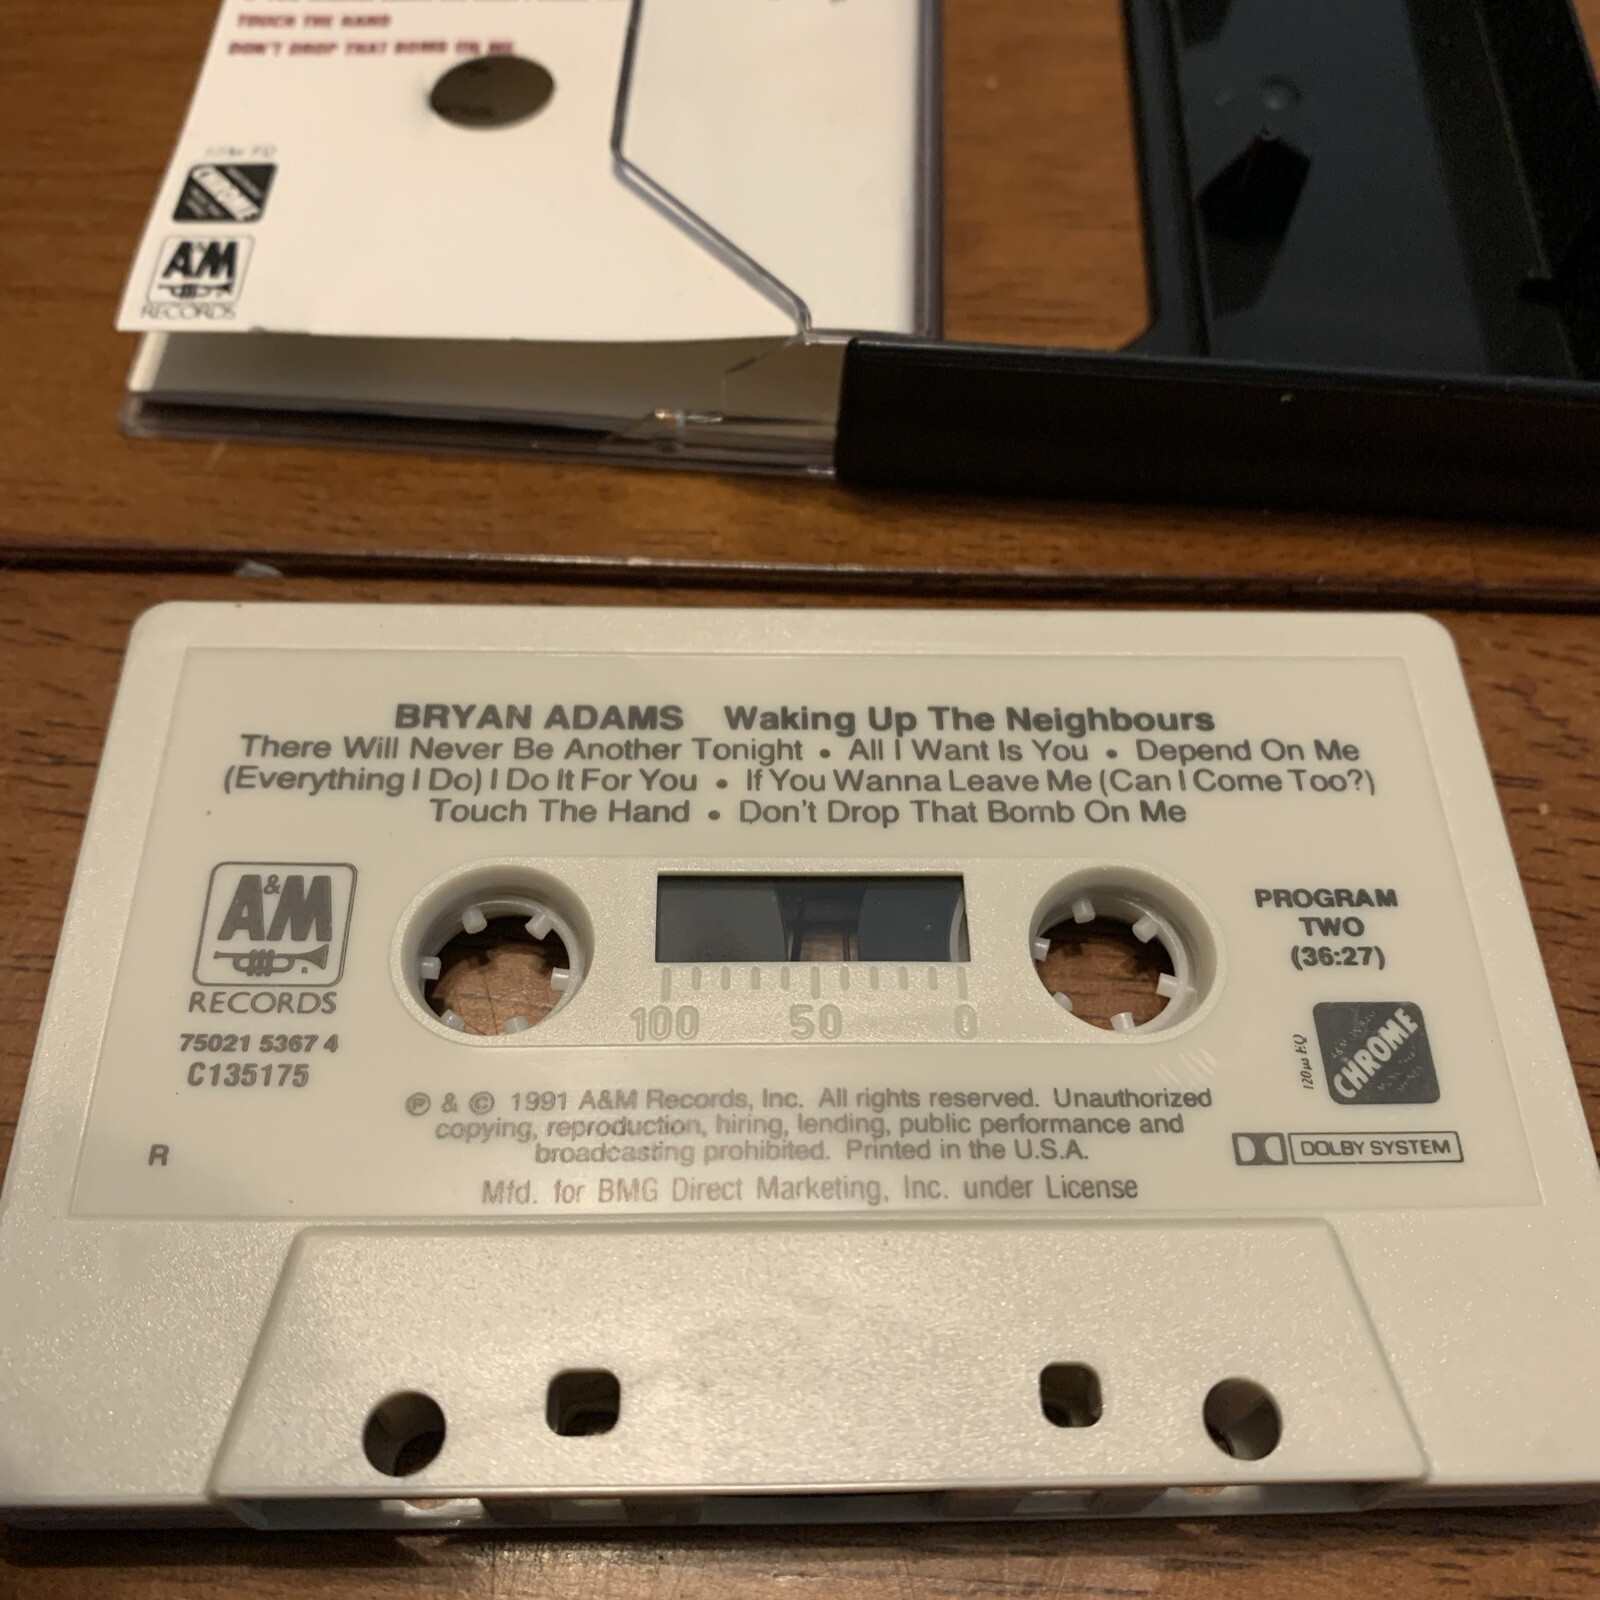 TOUCH THE HAND
DON'T DROP THAT BOMB ON ME
CHROME
A&M
RECORDS
BRYAN ADAMS Waking Up The Neighbours
There Will Never Be Another Tonight • All I Want Is You • Depend On Me
(Everything I Do) I Do It For You • If You Wanna Leave Me (Can I Come Too?)
Touch The Hand • Don't Drop That Bomb On Me
A&M
RECORDS
75021 5367 4
C135175
R
100 50 0
PROGRAM
TWO
(36:27)
120 µs EQ
CHROME
DOLBY SYSTEM
℗ & © 1991 A&M Records, Inc. All rights reserved. Unauthorized
copying, reproduction, hiring, lending, public performance and
broadcasting prohibited. Printed in the U.S.A.
Mfd. for BMG Direct Marketing, Inc. under License